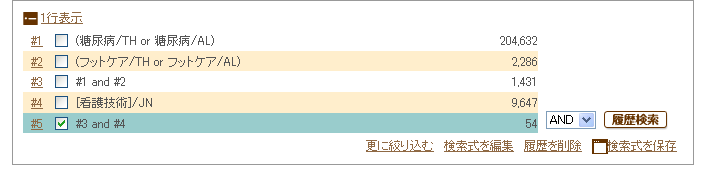 1行表示
#1 (糖尿病/TH or 糖尿病/AL) 204,632
#2 (フットケア/TH or フットケア/AL) 2,286
#3 #1 and #2 1,431
#4 [看護技術]/JN 9,647
#5 #3 and #4 54 AND 履歴検索
更に絞り込む 検索式を編集 履歴を削除 検索式を保存